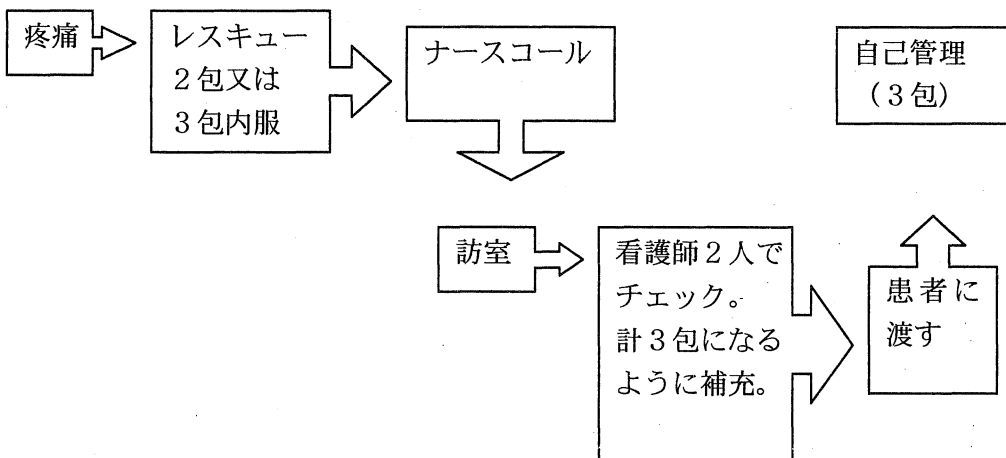 疼痛
レスキュー
２包又は
３包内服
ナースコール
自己管理
（３包）
訪室
看護師２人で
チェック。
計３包になる
ように補充。
患者に
渡す